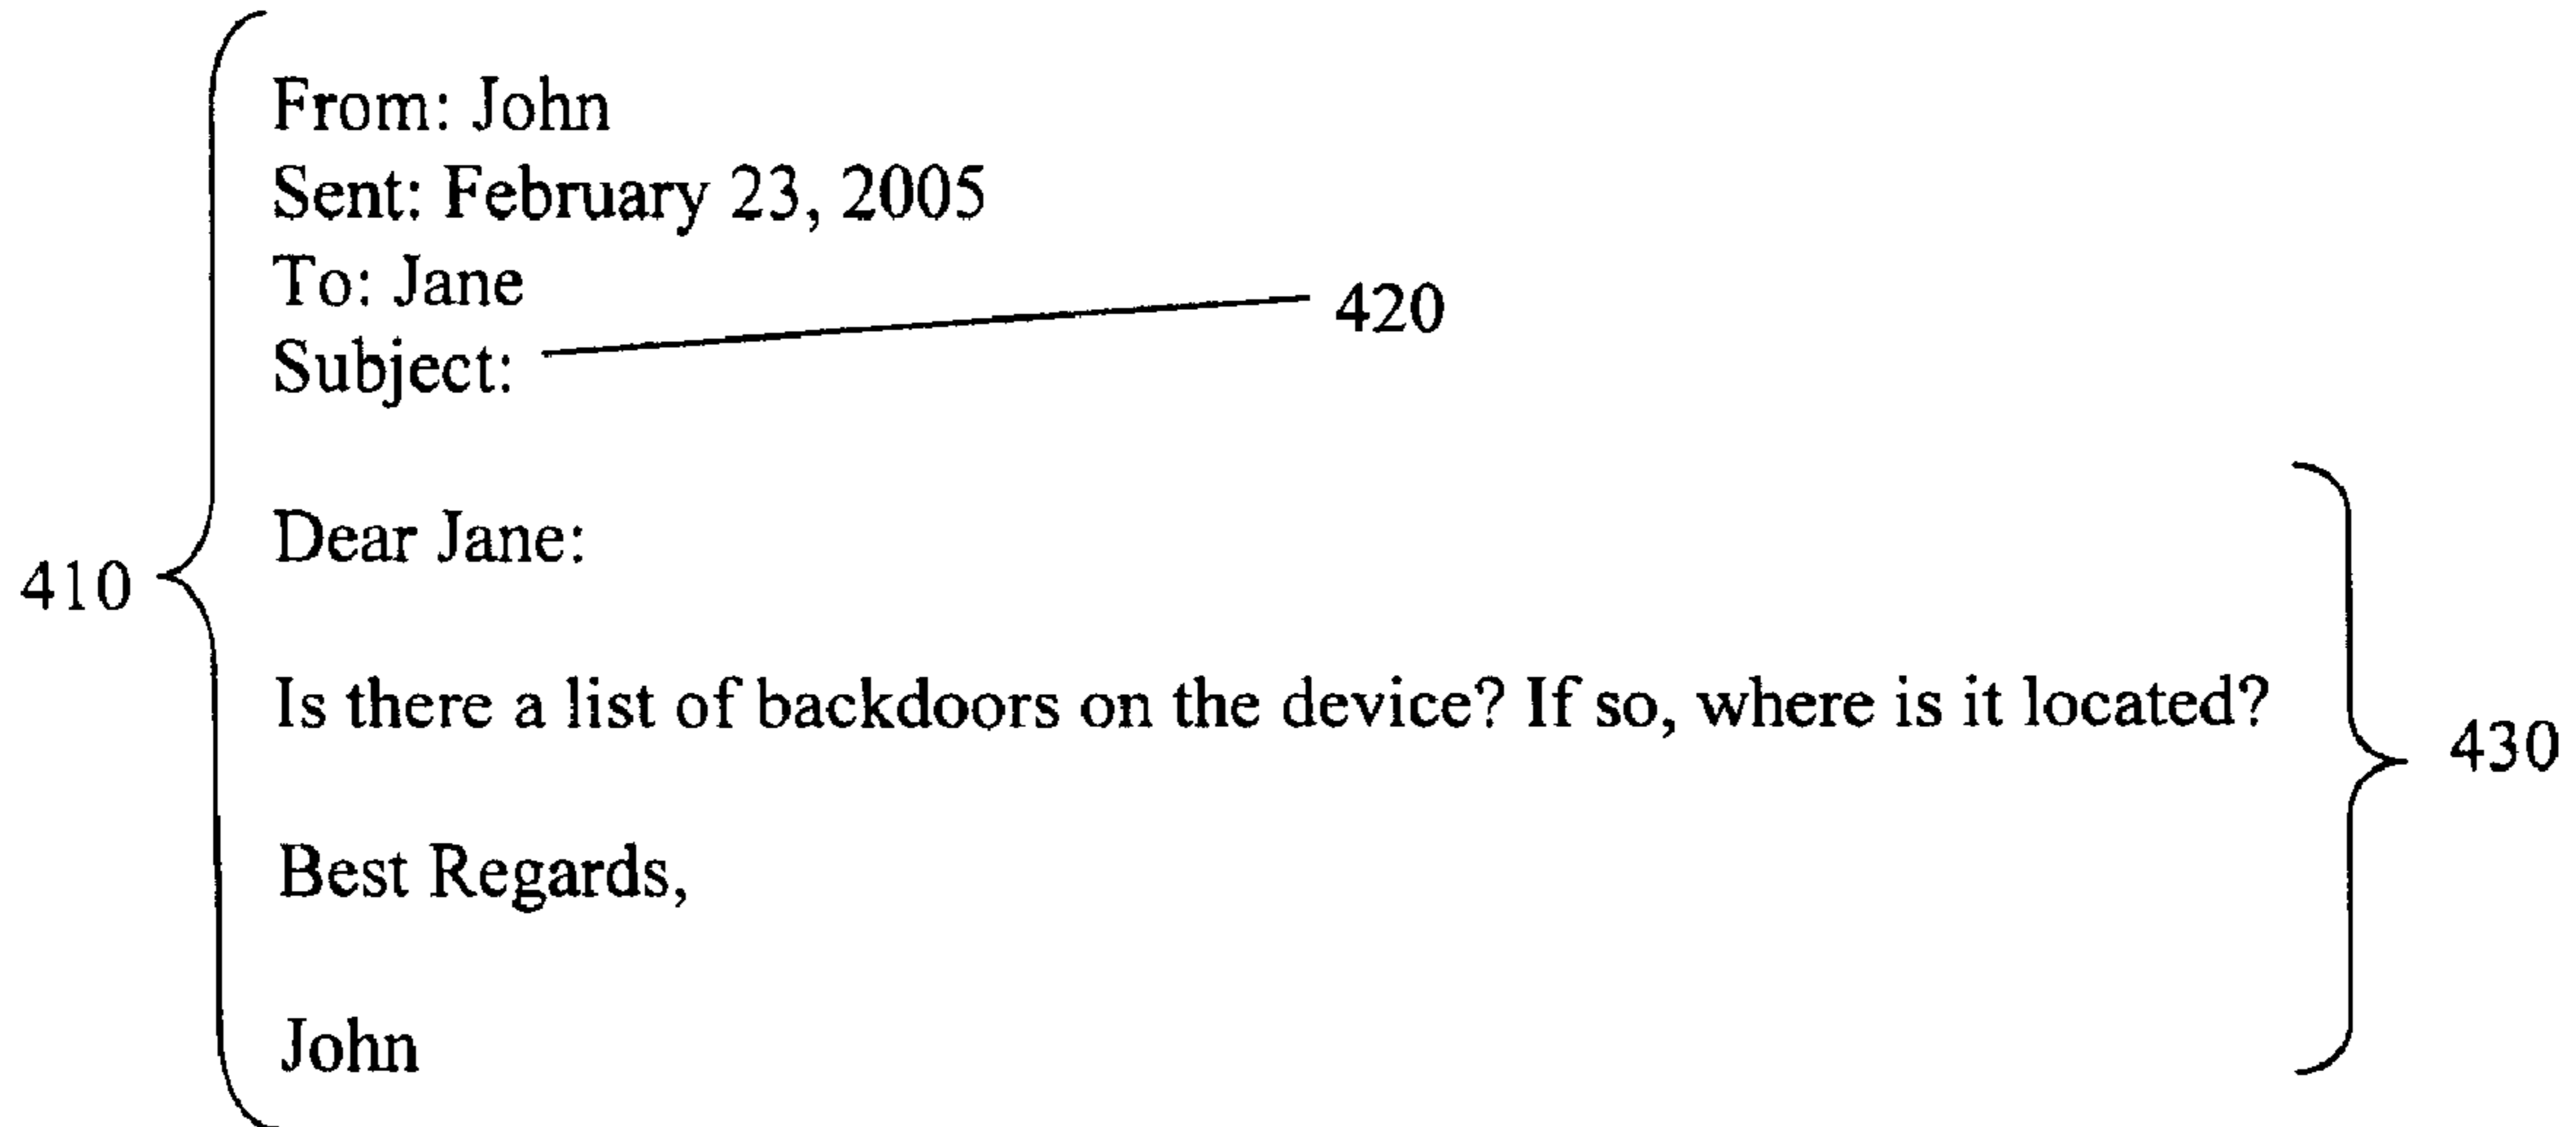 From: John
Sent: February 23, 2005
To: Jane
420
Subject:
Dear Jane:
410
Is there a list of backdoors on the device? If so, where is it located?
430
Best Regards,
John